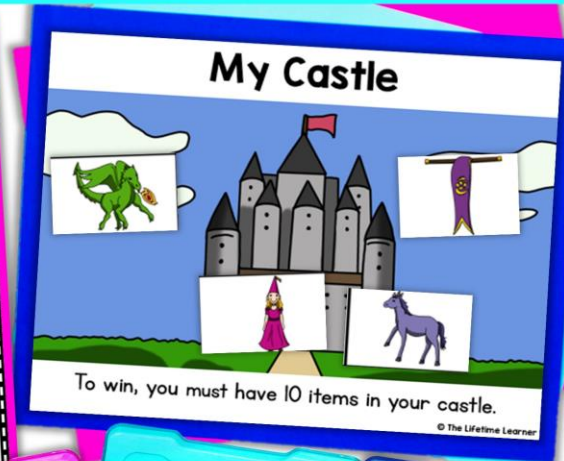 My Castle
To win, you must have 10 items in your castle.
© The Lifetime Learner